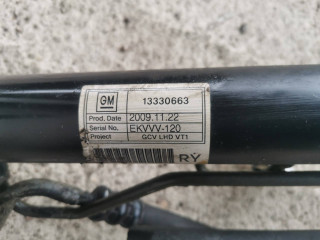 GM 13330663
Prod. Date 2009.11.22
Serial No. EKVVV-120
Project GCV LHD VT1
RY